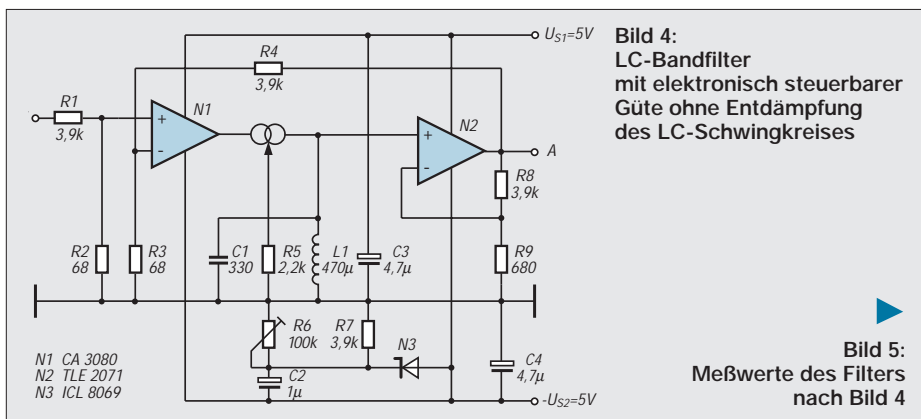 R4
3,9k
U_S1=5V
R1
3,9k
N1
+
-
N2
+
-
A
R8
3,9k
R2
68
R3
68
C1
330
R5
2,2k
L1
470µ
C3
4,7µ
R9
680
R6
100k
R7
3,9k
N3
C2
1µ
C4
4,7µ
-U_S2=5V
N1 CA 3080
N2 TLE 2071
N3 ICL 8069
Bild 4:
LC-Bandfilter
mit elektronisch steuerbarer
Güte ohne Entdämpfung
des LC-Schwingkreises
Bild 5:
Meßwerte des Filters
nach Bild 4